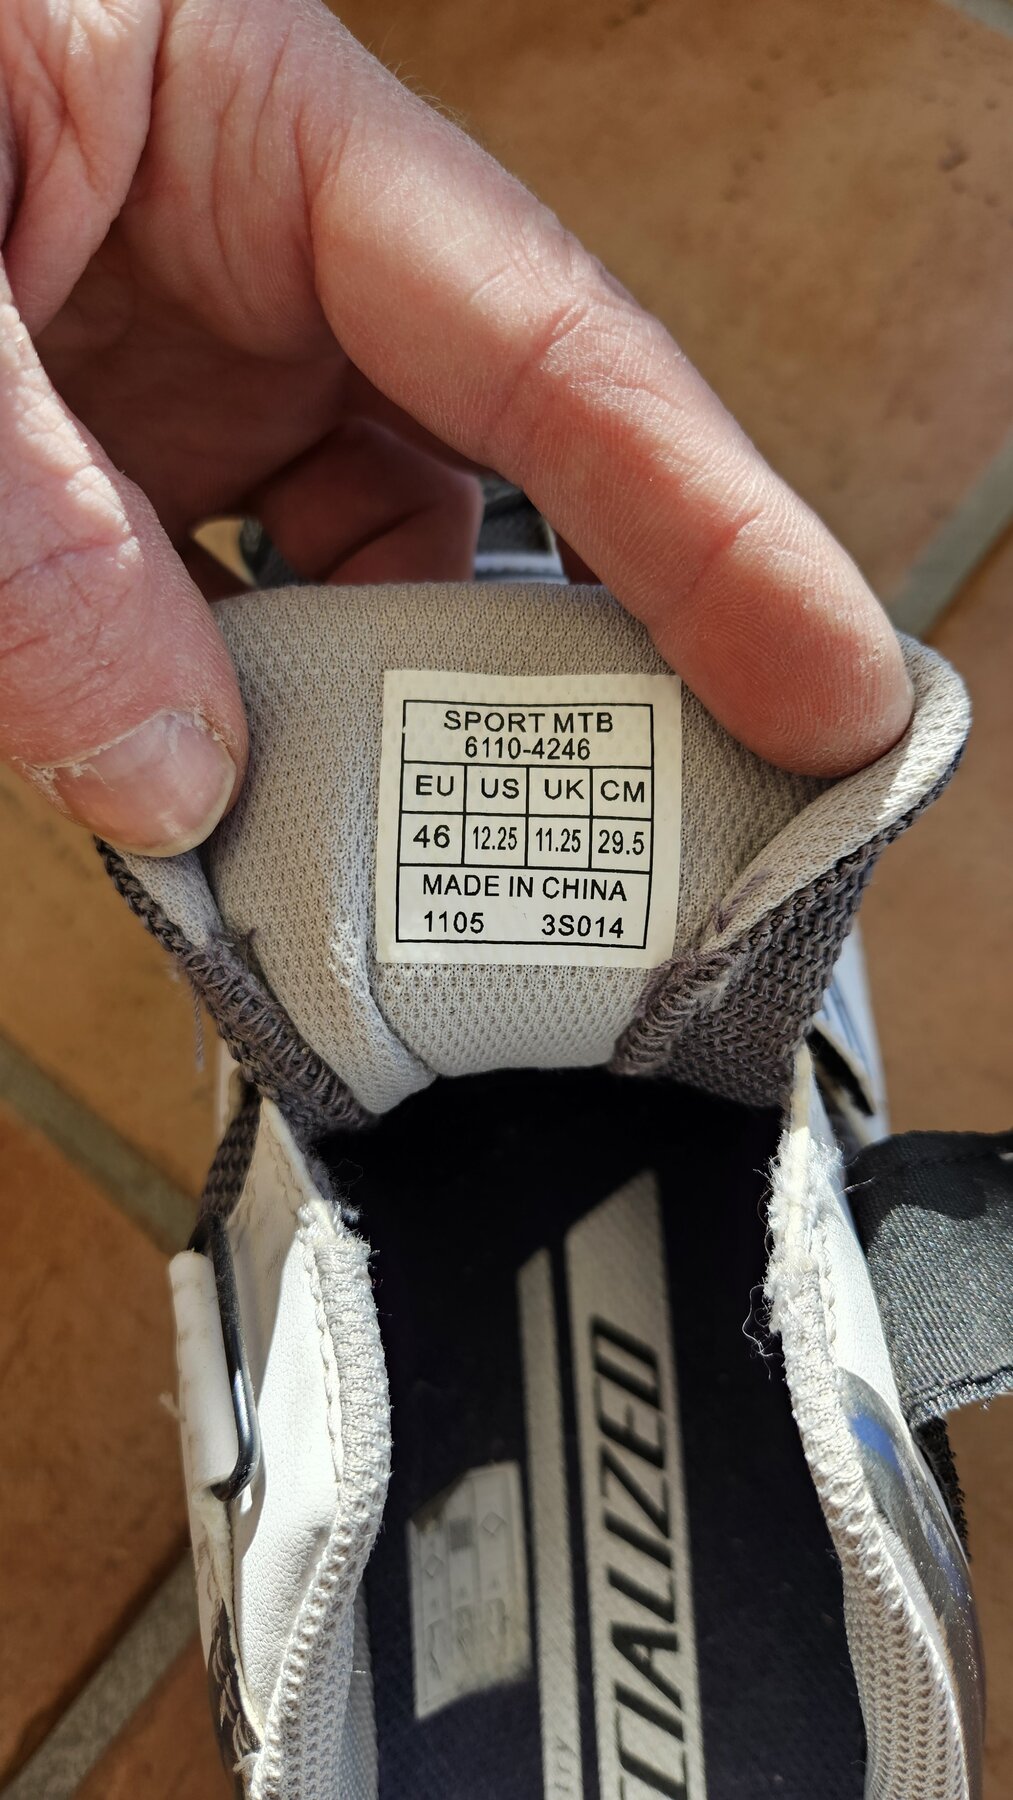 SPORT MTB
6110-4246
EU US UK CM
46 12.25 11.25 29.5
MADE IN CHINA
1105 3S014
SPECIALIZED